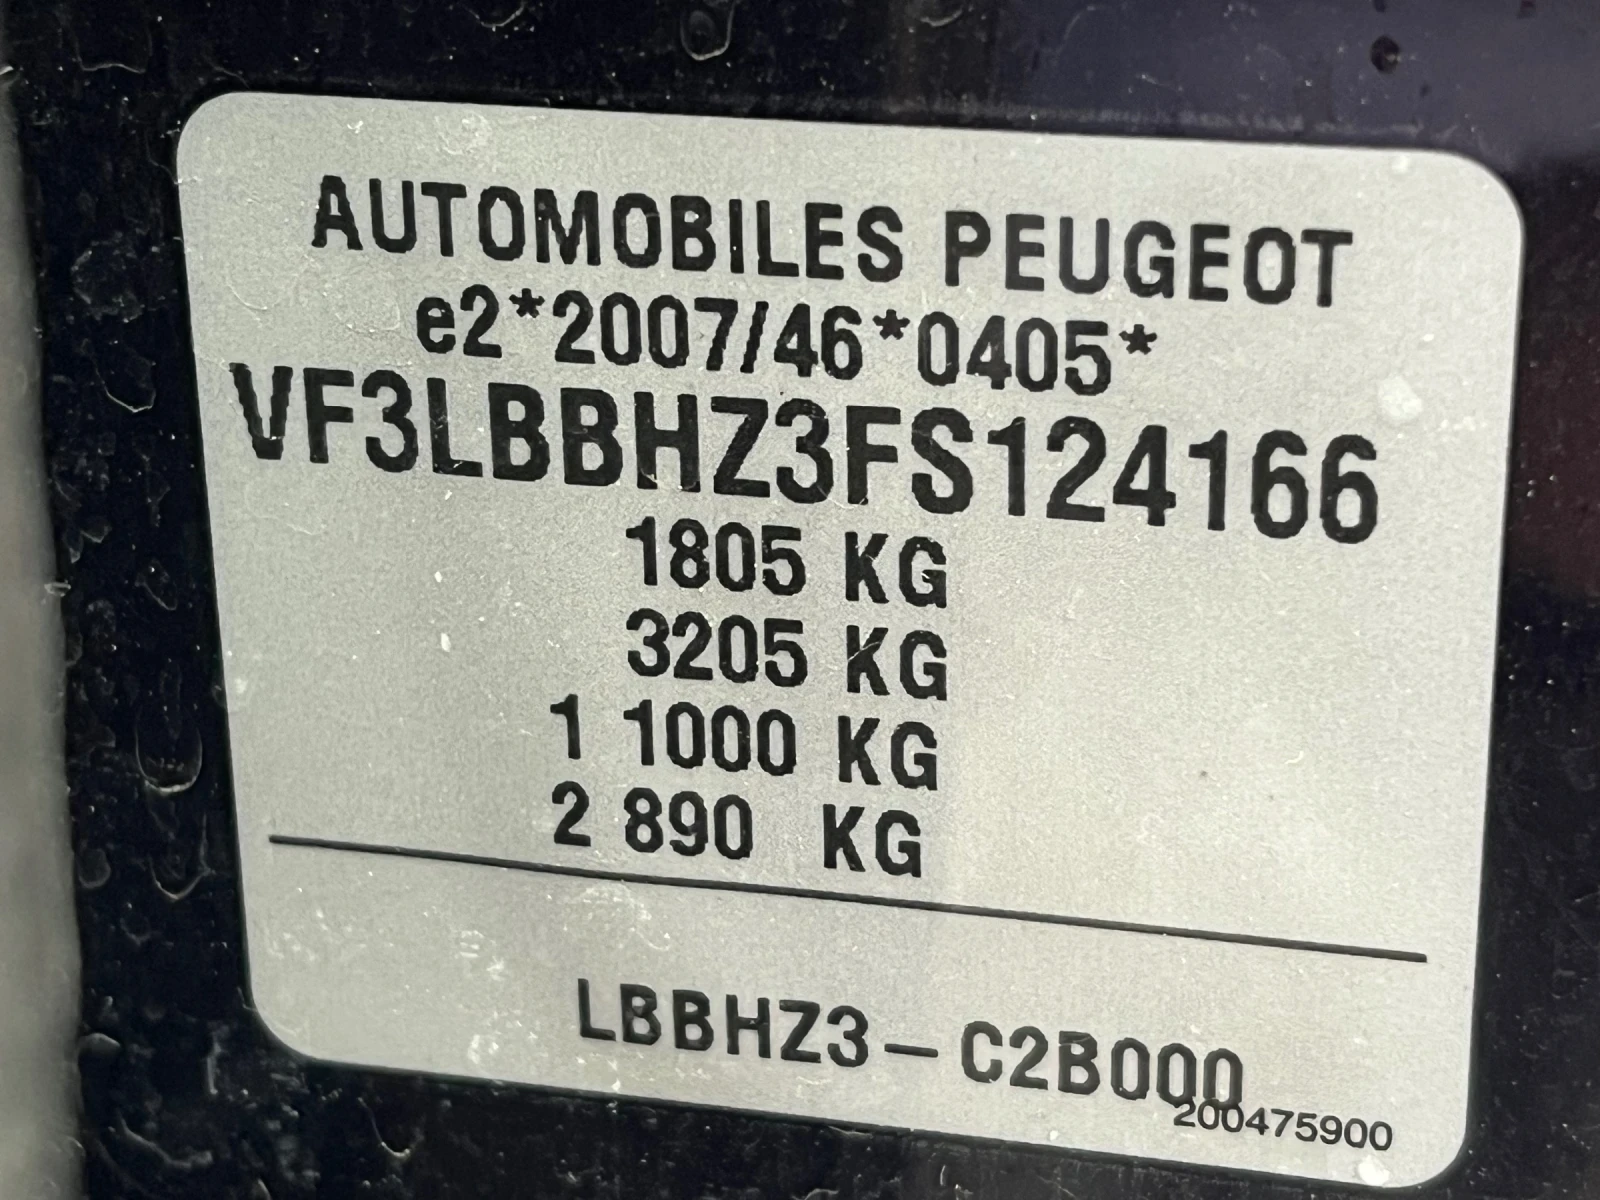 AUTOMOBILES PEUGEOT
e2*2007/46*0405*
VF3LBBHZ3FS124166
1805 KG
3205 KG
1 1000 KG
2 890 KG
LBBHZ3-C2B000
200475900